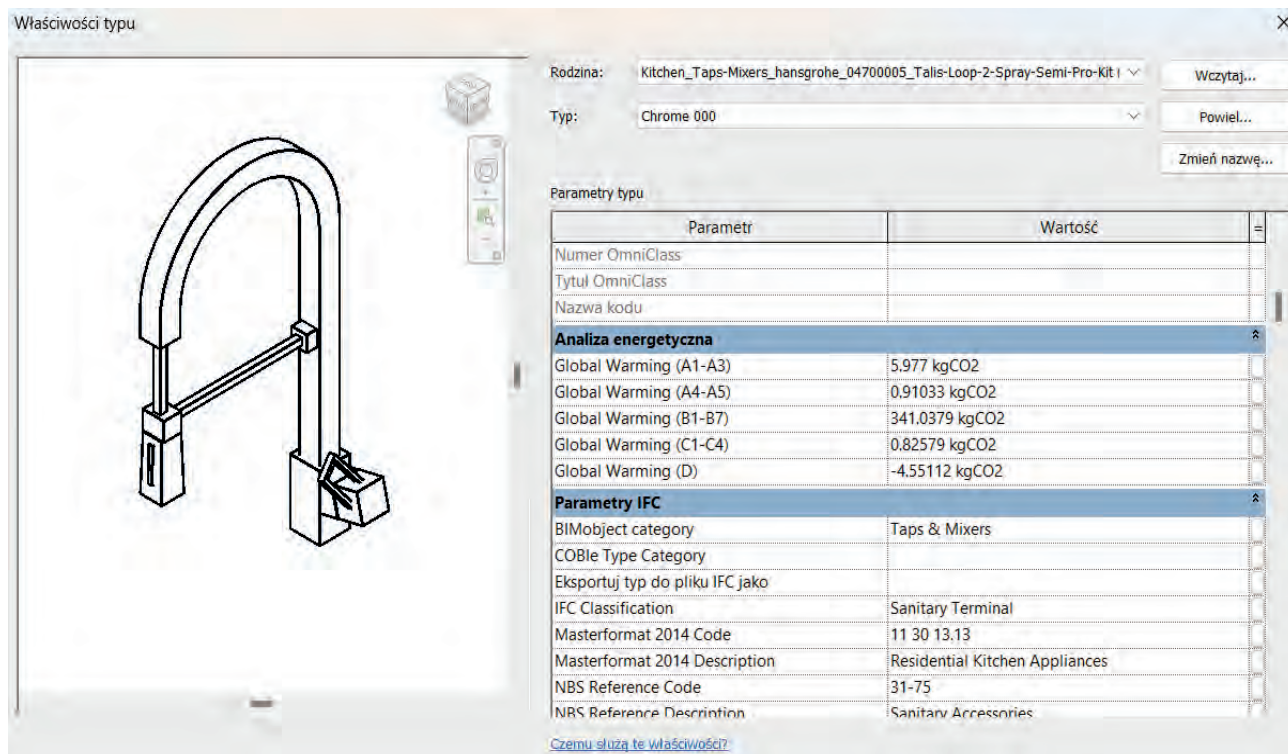 Właściwości typu
Rodzina: Kitchen_Taps-Mixers_hansgrohe_04700005_Talis-Loop-2-Spray-Semi-Pro-Kit
Wczytaj...
Typ: Chrome 000
Powiel...
Zmień nazwę...
Parametry typu
Parametr Wartość =
Numer OmniClass
Tytuł OmniClass
Nazwa kodu
Analiza energetyczna
Global Warming (A1-A3) 5.977 kgCO2
Global Warming (A4-A5) 0.91033 kgCO2
Global Warming (B1-B7) 341.0379 kgCO2
Global Warming (C1-C4) 0.82579 kgCO2
Global Warming (D) -4.55112 kgCO2
Parametry IFC
BIMobject category Taps & Mixers
COBie Type Category
Eksportuj typ do pliku IFC jako
IFC Classification Sanitary Terminal
Masterformat 2014 Code 11 30 13.13
Masterformat 2014 Description Residential Kitchen Appliances
NBS Reference Code 31-75
NBS Reference Description Sanitary Accessories
Czemu służą te właściwości?